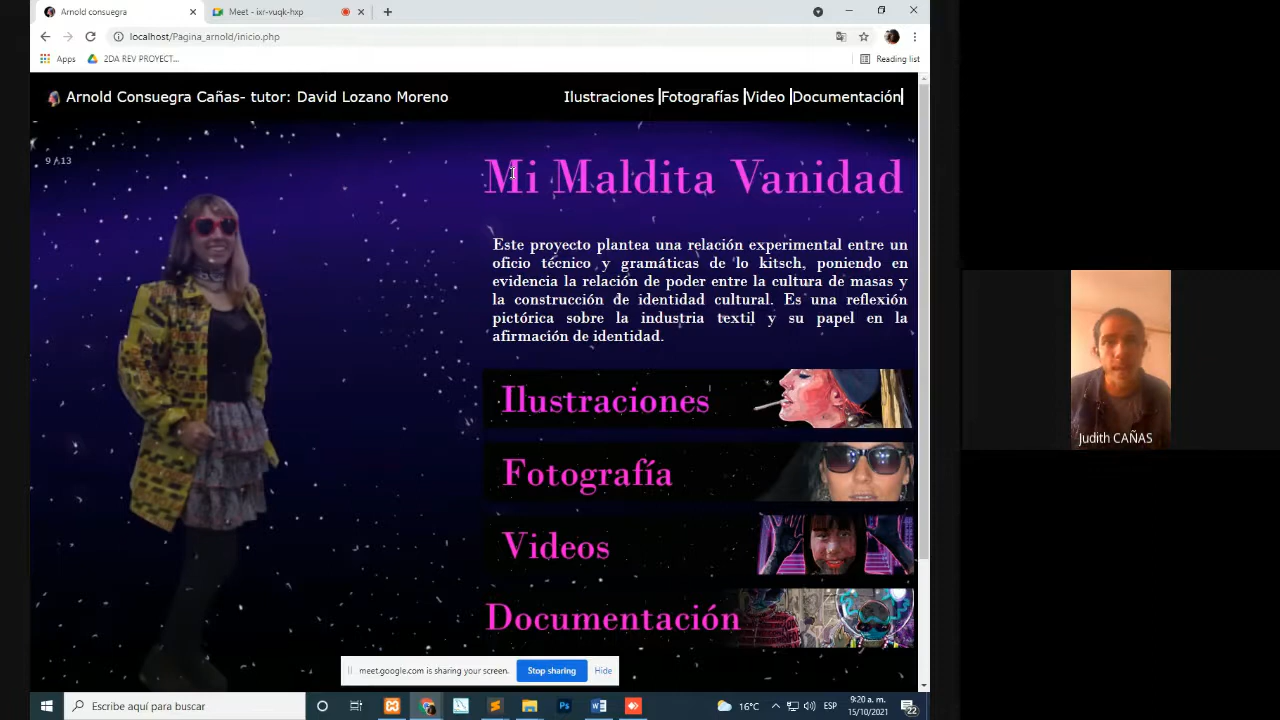 Arnold consuegra
Meet - ixr-vuqk-hxp
localhost/Pagina_arnold/inicio.php
Apps
2DA REV PROYECT...
Reading list
Arnold Consuegra Cañas- tutor: David Lozano Moreno
Ilustraciones |Fotografías |Video |Documentación|
9 / 13
Mi Maldita Vanidad
Este proyecto plantea una relación experimental entre un
oficio técnico y gramáticas de lo kitsch, poniendo en
evidencia la relación de poder entre la cultura de masas y
la construcción de identidad cultural. Es una reflexión
pictórica sobre la industria textil y su papel en la
afirmación de identidad.
Ilustraciones
Fotografía
Videos
Documentación
Judith CAÑAS
meet.google.com is sharing your screen.
Stop sharing
Hide
Escribe aquí para buscar
16°C
ESP
9:20 a. m.
15/10/2021
22